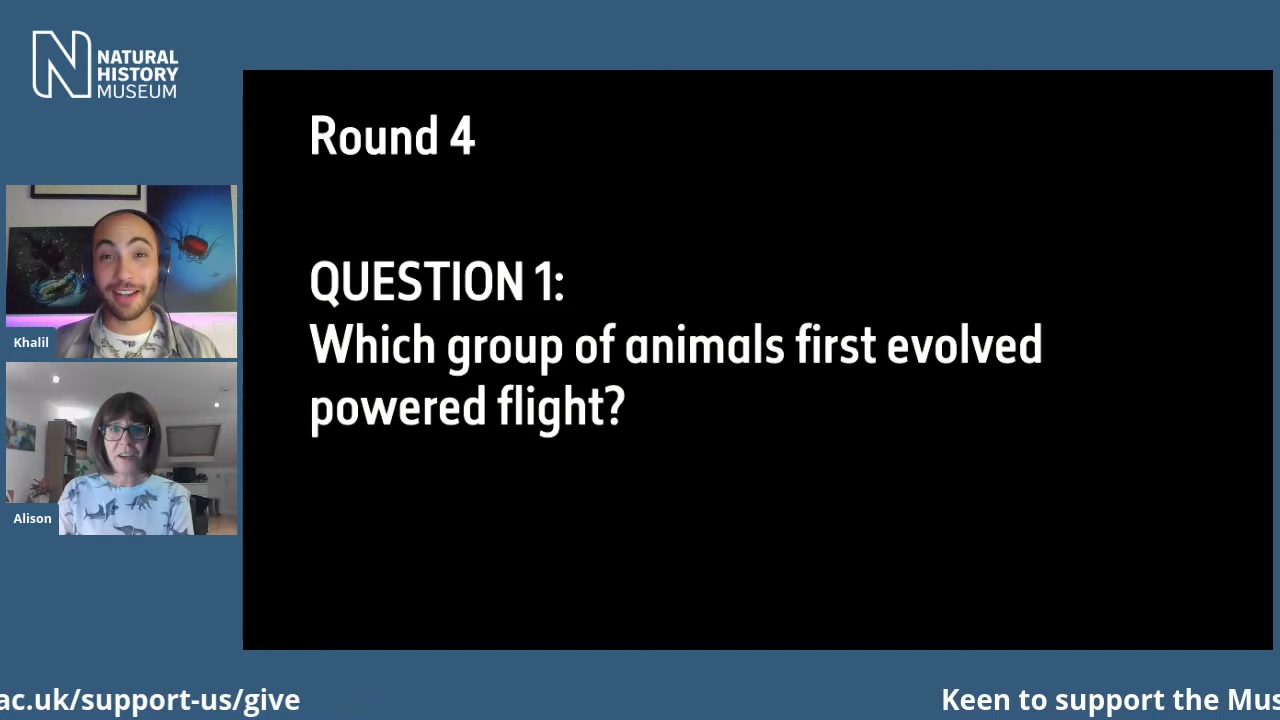 NATURAL
HISTORY
MUSEUM
Round 4
QUESTION 1:
Which group of animals first evolved
powered flight?
Khalil
Alison
ac.uk/support-us/give
Keen to support the Mus